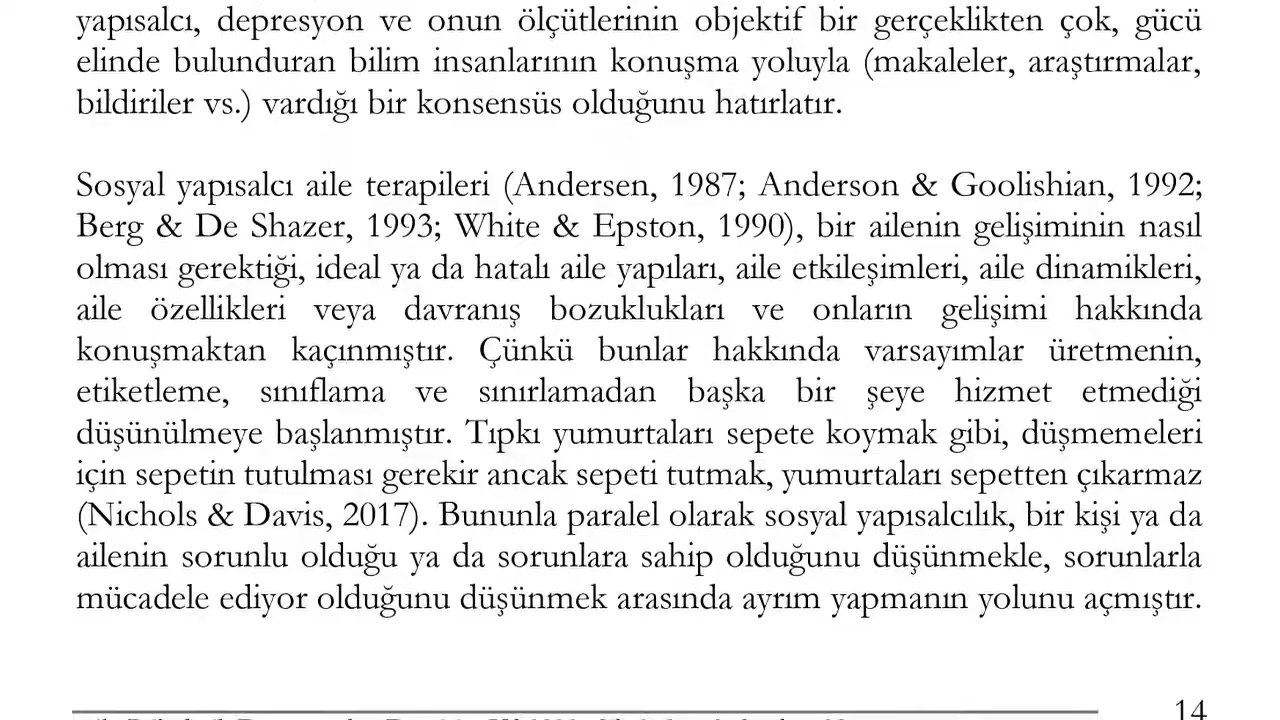 yapısalcı, depresyon ve onun ölçütlerinin objektif bir gerçeklikten çok, gücü
elinde bulunduran bilim insanlarının konuşma yoluyla (makaleler, araştırmalar,
bildiriler vs.) vardığı bir konsensüs olduğunu hatırlatır.
Sosyal yapısalcı aile terapileri (Andersen, 1987; Anderson & Goolishian, 1992;
Berg & De Shazer, 1993; White & Epston, 1990), bir ailenin gelişiminin nasıl
olması gerektiği, ideal ya da hatalı aile yapıları, aile etkileşimleri, aile dinamikleri,
aile özellikleri veya davranış bozuklukları ve onların gelişimi hakkında
konuşmaktan kaçınmıştır. Çünkü bunlar hakkında varsayımlar üretmenin,
etiketleme, sınıflama ve sınırlamadan başka bir şeye hizmet etmediği
düşünülmeye başlanmıştır. Tıpkı yumurtaları sepete koymak gibi, düşmemeleri
için sepetin tutulması gerekir ancak sepeti tutmak, yumurtaları sepetten çıkarmaz
(Nichols & Davis, 2017). Bununla paralel olarak sosyal yapısalcılık, bir kişi ya da
ailenin sorunlu olduğu ya da sorunlara sahip olduğunu düşünmekle, sorunlarla
mücadele ediyor olduğunu düşünmek arasında ayrım yapmanın yolunu açmıştır.
14